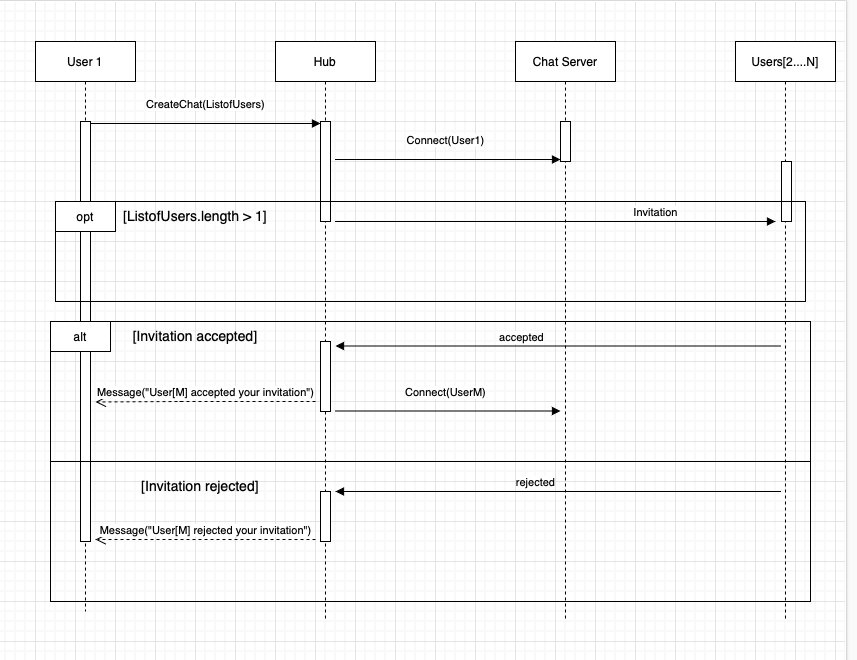 User 1
Hub
Chat Server
Users[2....N]
CreateChat(ListofUsers)
Connect(User1)
opt
[ListofUsers.length > 1]
Invitation
alt
[Invitation accepted]
accepted
Message("User[M] accepted your invitation")
Connect(UserM)
[Invitation rejected]
rejected
Message("User[M] rejected your invitation")